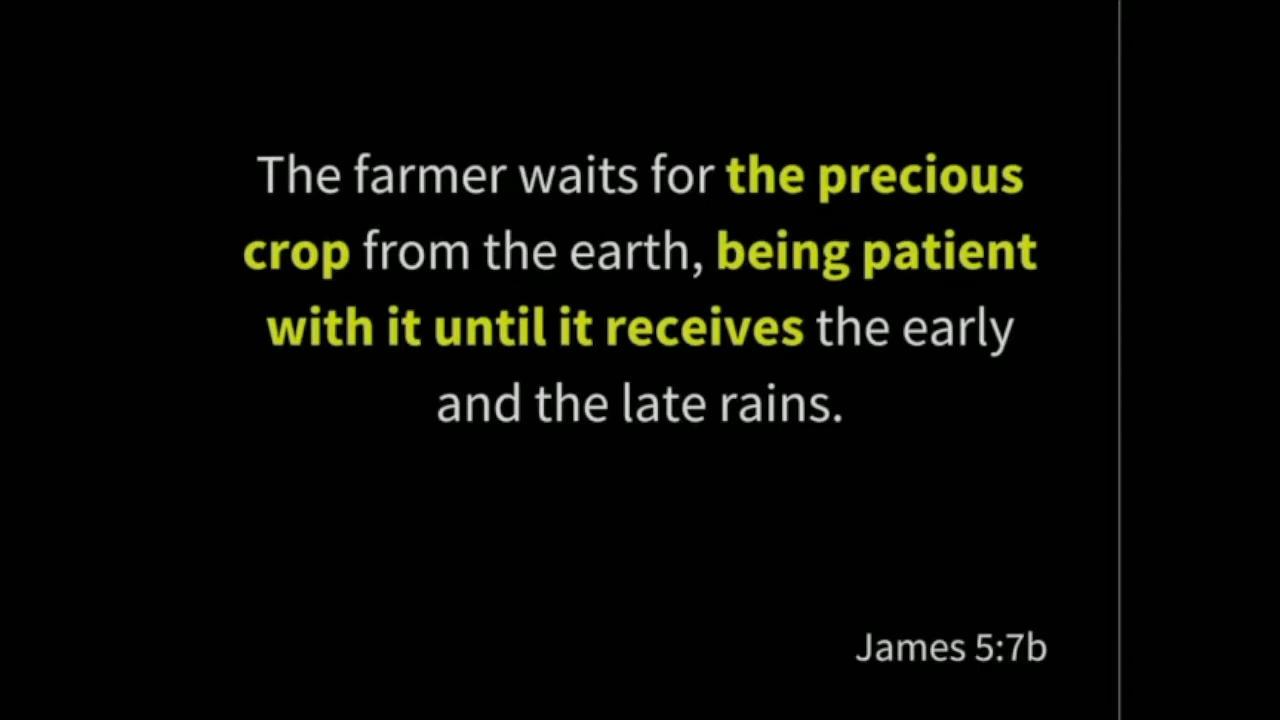 The farmer waits for the precious
crop from the earth, being patient
with it until it receives the early
and the late rains.
James 5:7b